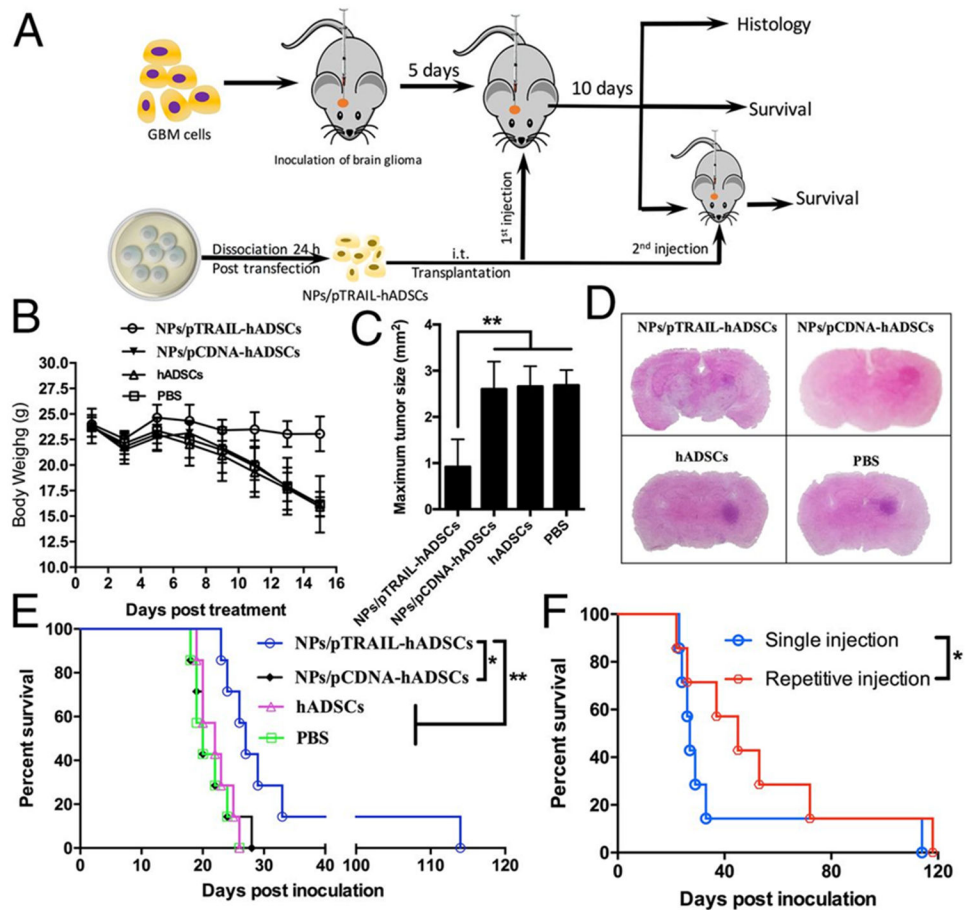 A
GBM cells
Inoculation of brain glioma
5 days
10 days
Histology
Survival
Survival
1st injection
2nd injection
Dissociation 24 h
Post transfection
NPs/pTRAIL-hADSCs
i.t.
Transplantation
B
NPs/pTRAIL-hADSCs
NPs/pCDNA-hADSCs
hADSCs
PBS
Body Weihg (g)
27.5
25.0
22.5
20.0
17.5
15.0
12.5
10.0
0 2 4 6 8 10 12 14 16
Days post treatment
C
**
Maximum tumor size (mm2)
4
3
2
1
0
NPs/pTRAIL-hADSCs
NPs/pCDNA-hADSCs
hADSCs
PBS
D
NPs/pTRAIL-hADSCs
NPs/pCDNA-hADSCs
hADSCs
PBS
E
NPs/pTRAIL-hADSCs
NPs/pCDNA-hADSCs
hADSCs
PBS
*
**
Percent survival
100
80
60
40
20
0
0 20 40 100 110 120
Days post inoculation
F
Single injection
Repetitive injection
*
Percent survival
100
80
60
40
20
0
0 40 80 120
Days post inoculation